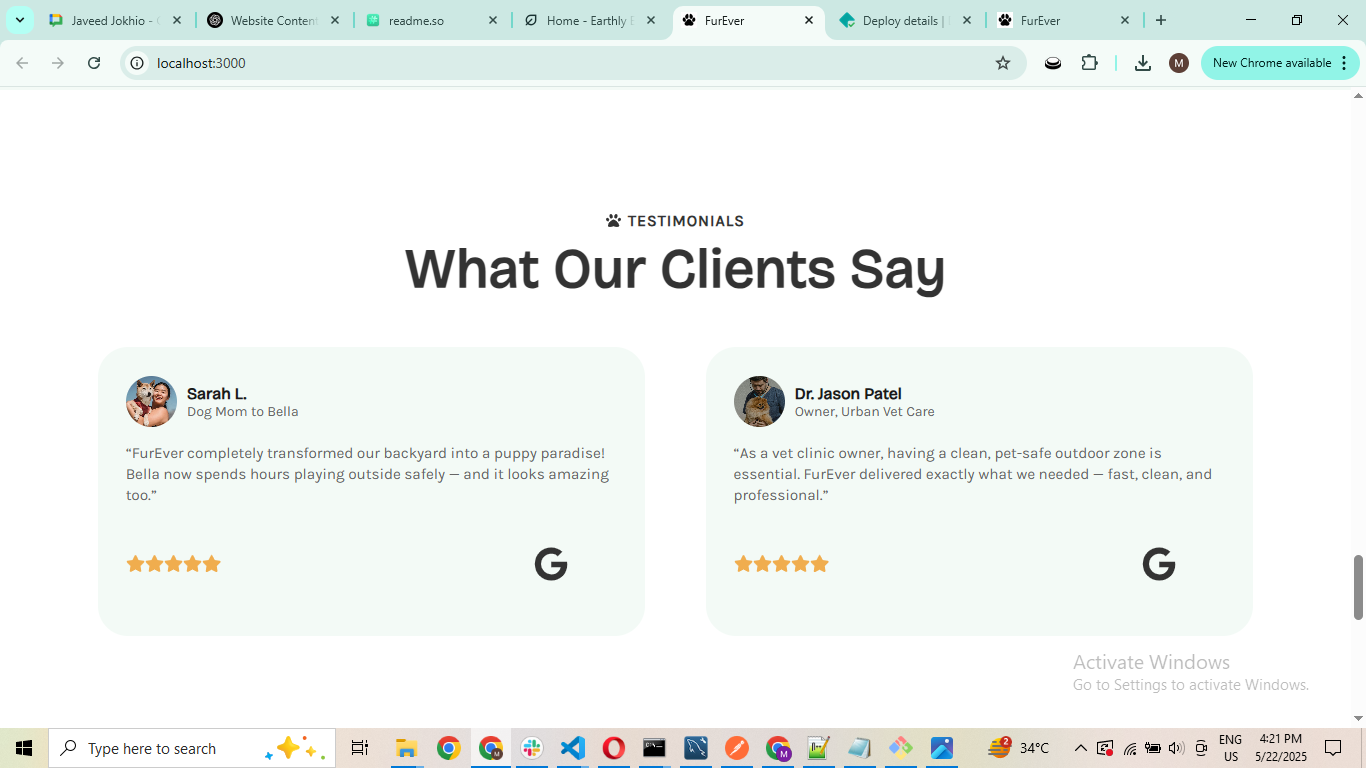 Javeed Jokhio - G
Website Content
readme.so
Home - Earthly E
FurEver
Deploy details |
FurEver
localhost:3000
M
New Chrome available
TESTIMONIALS
What Our Clients Say
Sarah L.
Dog Mom to Bella
“FurEver completely transformed our backyard into a puppy paradise!
Bella now spends hours playing outside safely — and it looks amazing
too.”
G
Dr. Jason Patel
Owner, Urban Vet Care
“As a vet clinic owner, having a clean, pet-safe outdoor zone is
essential. FurEver delivered exactly what we needed — fast, clean, and
professional.”
G
Activate Windows
Go to Settings to activate Windows.
Type here to search
2
34°C
ENG
US
4:21 PM
5/22/2025